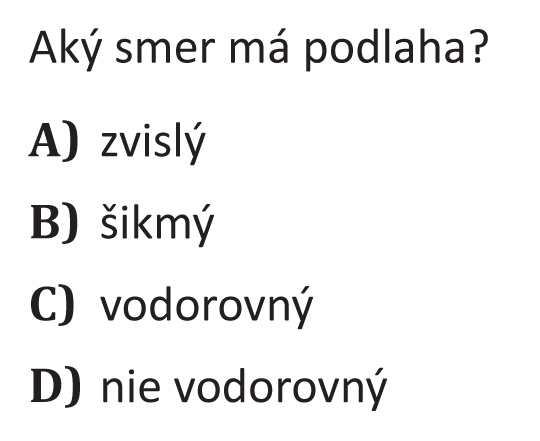 Aký smer má podlaha?
A) zvislý
B) šikmý
C) vodorovný
D) nie vodorovný